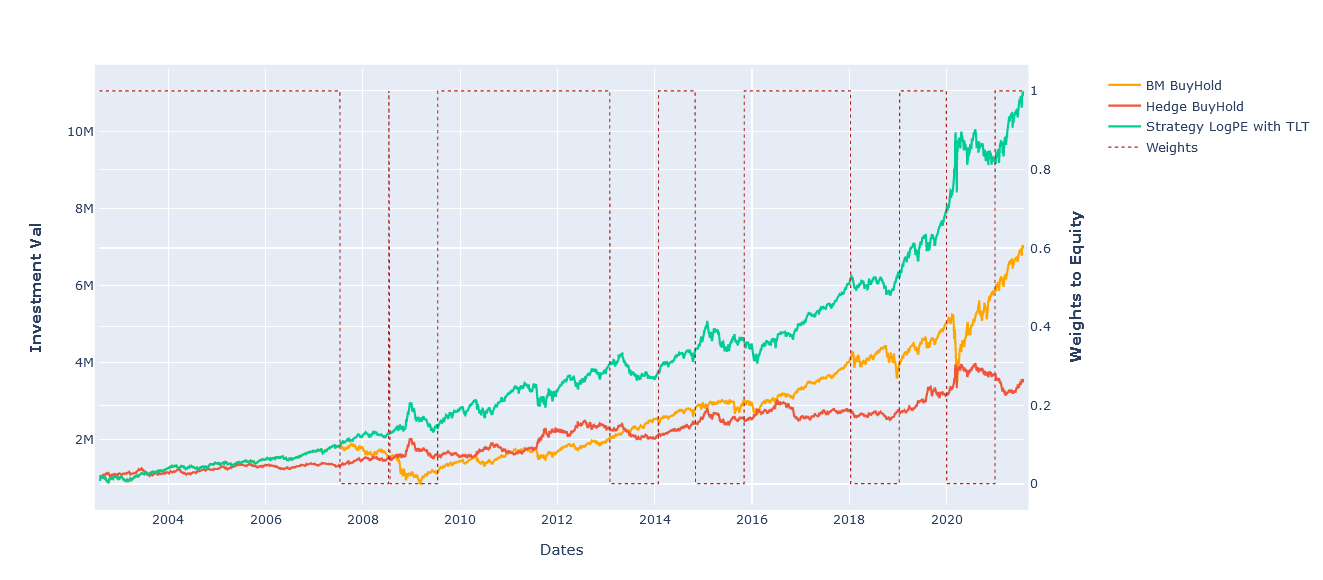 Investment Val
10M
8M
6M
4M
2M
2004
2006
2008
2010
2012
2014
2016
2018
2020
Dates
1
0.8
0.6
0.4
0.2
0
Weights to Equity
BM BuyHold
Hedge BuyHold
Strategy LogPE with TLT
Weights